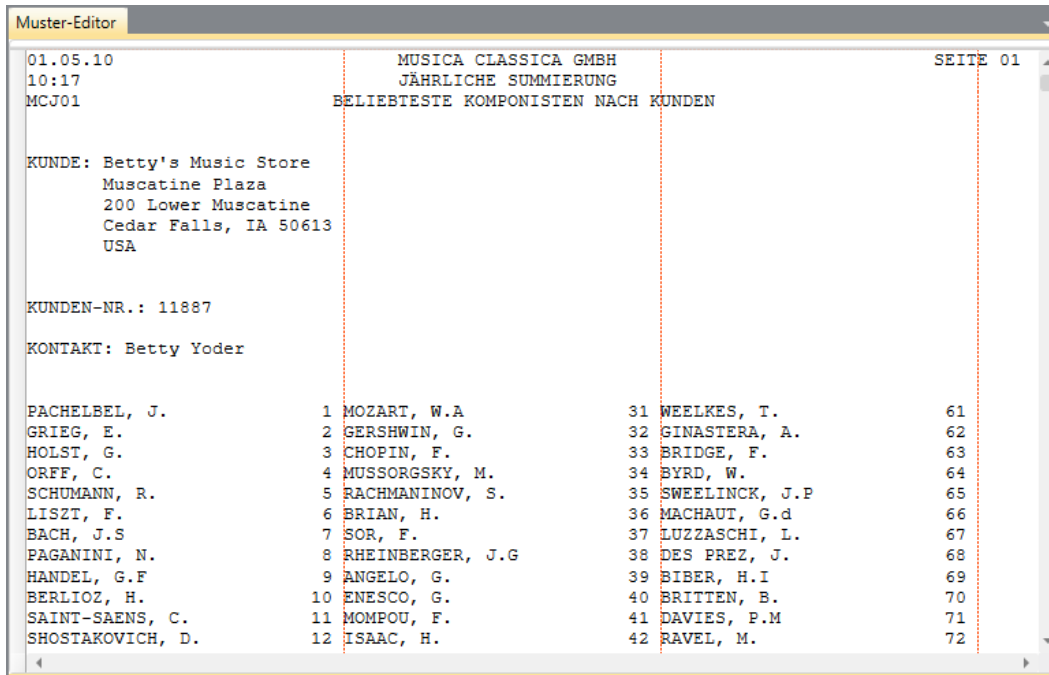 Muster-Editor
01.05.10 MUSICA CLASSICA GMBH SEITE 01
10:17 JÄHRLICHE SUMMIERUNG
MCJ01 BELIEBTESTE KOMPONISTEN NACH KUNDEN
KUNDE: Betty's Music Store
Muscatine Plaza
200 Lower Muscatine
Cedar Falls, IA 50613
USA
KUNDEN-NR.: 11887
KONTAKT: Betty Yoder
PACHELBEL, J. 1 MOZART, W.A 31 WEELKES, T. 61
GRIEG, E. 2 GERSHWIN, G. 32 GINASTERA, A. 62
HOLST, G. 3 CHOPIN, F. 33 BRIDGE, F. 63
ORFF, C. 4 MUSSORGSKY, M. 34 BYRD, W. 64
SCHUMANN, R. 5 RACHMANINOV, S. 35 SWEELINCK, J.P 65
LISZT, F. 6 BRIAN, H. 36 MACHAUT, G.d 66
BACH, J.S 7 SOR, F. 37 LUZZASCHI, L. 67
PAGANINI, N. 8 RHEINBERGER, J.G 38 DES PREZ, J. 68
HANDEL, G.F 9 ANGELO, G. 39 BIBER, H.I 69
BERLIOZ, H. 10 ENESCO, G. 40 BRITTEN, B. 70
SAINT-SAENS, C. 11 MOMPOU, F. 41 DAVIES, P.M 71
SHOSTAKOVICH, D. 12 ISAAC, H. 42 RAVEL, M. 72